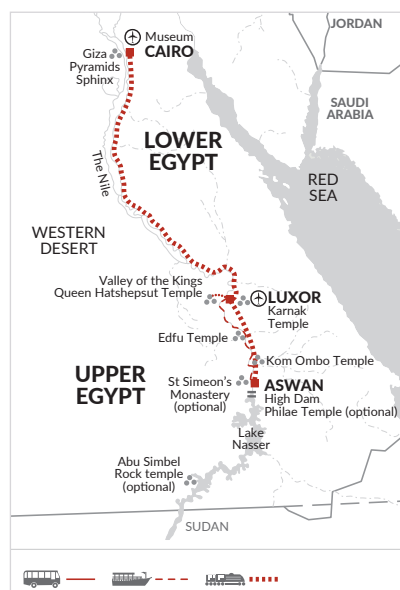 JORDAN
Museum
CAIRO
Giza
Pyramids
Sphinx
SAUDI
ARABIA
LOWER
EGYPT
The Nile
RED
SEA
WESTERN
DESERT
Valley of the Kings
Queen Hatshepsut Temple
LUXOR
Karnak
Temple
Edfu Temple
Kom Ombo Temple
UPPER
EGYPT
St Simeon's
Monastery
(optional)
ASWAN
High Dam
Philae Temple (optional)
Lake
Nasser
Abu Simbel
Rock temple
(optional)
SUDAN